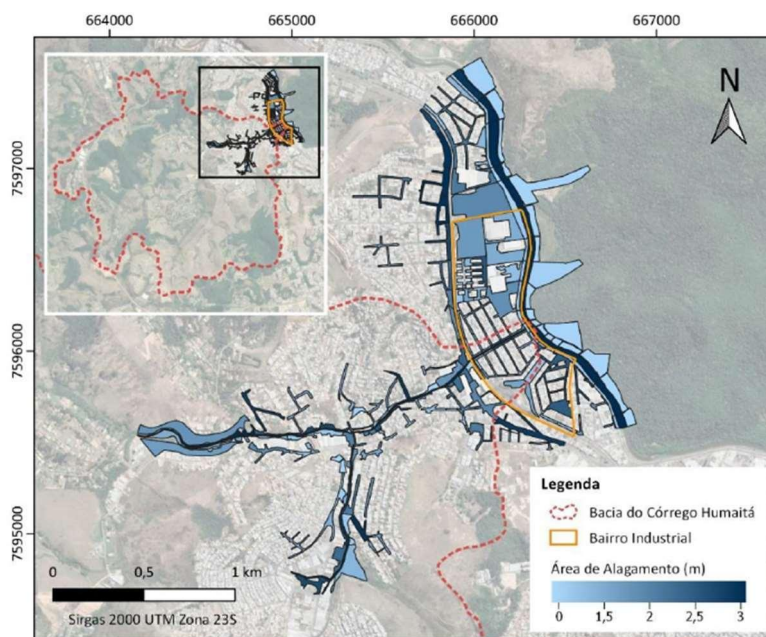 664000 665000 666000 667000
N
7597000
7596000
7595000
Legenda
Bacia do Córrego Humaitá
Bairro Industrial
Área de Alagamento (m)
0 1,5 2 2,5 3
0 0,5 1 km
Sirgas 2000 UTM Zona 23S